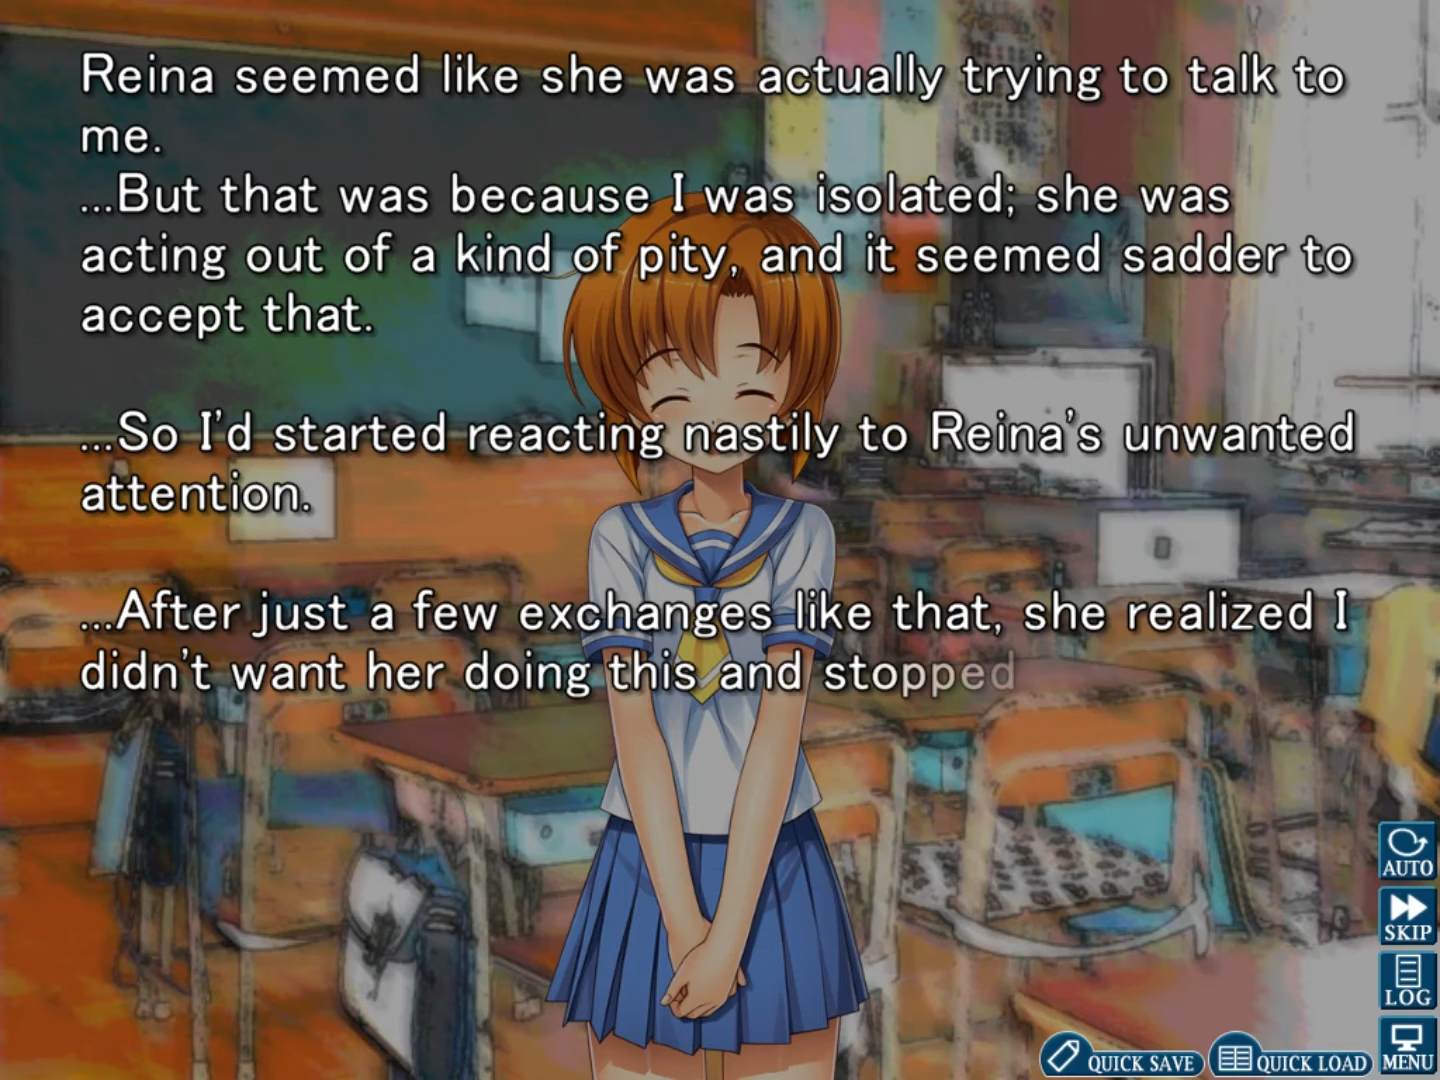 Reina seemed like she was actually trying to talk to
me.
...But that was because I was isolated; she was
acting out of a kind of pity, and it seemed sadder to
accept that.
...So I'd started reacting nastily to Reina's unwanted
attention.
...After just a few exchanges like that, she realized I
didn't want her doing this and stopped
AUTO
SKIP
LOG
MENU
QUICK SAVE
QUICK LOAD